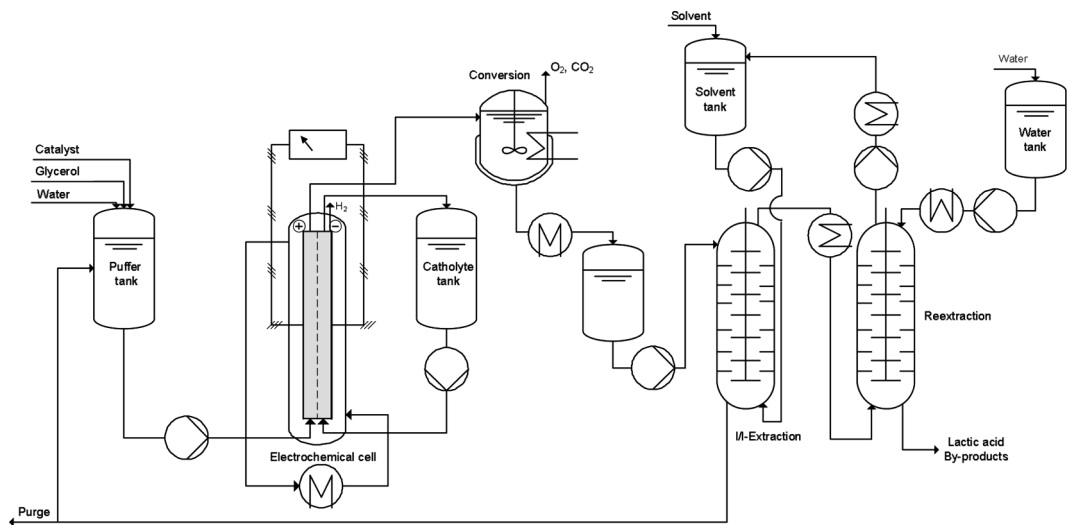 Solvent
Conversion
O2, CO2
Solvent
tank
Water
Water
tank
Catalyst
Glycerol
Water
H2
+
−
Puffer
tank
Catholyte
tank
Reextraction
l/l-Extraction
Lactic acid
By-products
Electrochemical cell
Purge